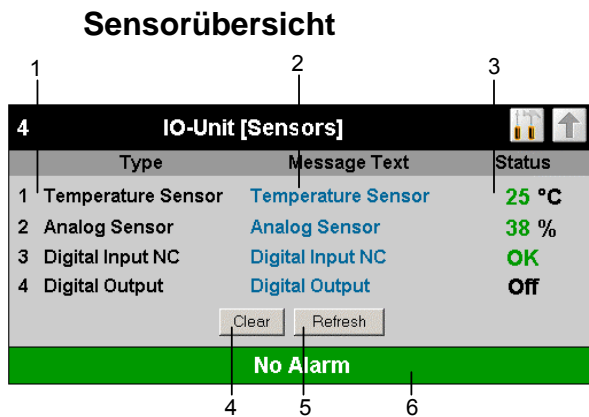 Sensorübersicht
1 2 3
4 IO-Unit [Sensors]
Type Message Text Status
1 Temperature Sensor Temperature Sensor 25 °C
2 Analog Sensor Analog Sensor 38 %
3 Digital Input NC Digital Input NC OK
4 Digital Output Digital Output Off
Clear Refresh
No Alarm
4 5 6